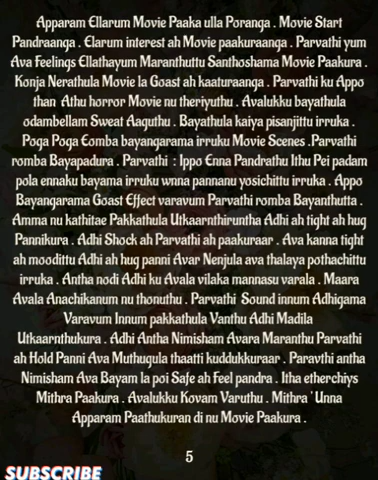 Apparam Ellarum Movie Paaka ulla Poranga . Movie Start
Pandraanga . Elarum interest ah Movie paakuraanga . Parvathi yum
Ava Feelings Ellathayum Maranthuttu Santhoshama Movie Paakura .
Konja Nerathula Movie la Goast ah kaaturaanga . Parvathi ku Appo
than Athu horror Movie nu theriyuthu . Avalukku bayathula
odambellam Sweat Aaguthu . Bayathula kaiya pisanjittu irruka .
Poga Poga Eomba bayangarama irruku Movie Scenes .Parvathi
romba Bayapadura . Parvathi : Ippo Enna Pandrathu Ithu Pei padam
pola ennaku bayama irruku wnna pannanu yosichittu irruka . Appo
Bayangarama Goast Effect varavum Parvathi romba Bayanthutta .
Amma nu kathitae Pakkathula Utkaarnthiruntha Adhi ah tight ah hug
Pannikura . Adhi Shock ah Parvathi ah paakuraar . Ava kanna tight
ah moodittu Adhi ah hug panni Avar Nenjula ava thalaya pothachittu
irruka . Antha nodi Adhi ku Avala vilaka mannasu varala . Maara
Avala Anachikanum nu thonuthu . Parvathi Sound innum Adhigama
Varavum Innum pakkathula Vanthu Adhi Madila
Utkaarnthukura . Adhi Antha Nimisham Avara Maranthu Parvathi
ah Hold Panni Ava Muthugula thaatti kuddukkuraar . Paravthi antha
Nimisham Ava Bayam la poi Safe ah Feel pandra . Itha etherchiys
Mithra Paakura . Avalukku Kovam Varuthu . Mithra ' Unna
Apparam Paathukuran di nu Movie Paakura .
5
SUBSCRIBE